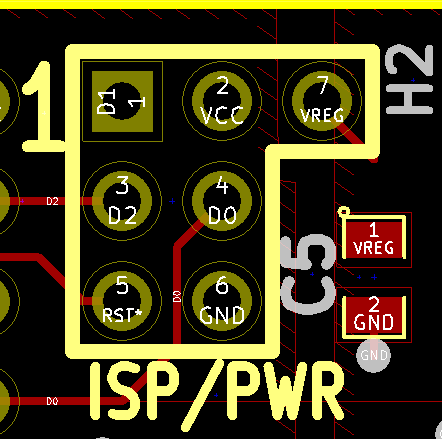 1
D1
1
2
VCC
7
VREG
H2
D2
3
D2
4
D0
1
VREG
C5
5
RST*
D0
6
GND
2
GND
GND
D0
ISP/PWR